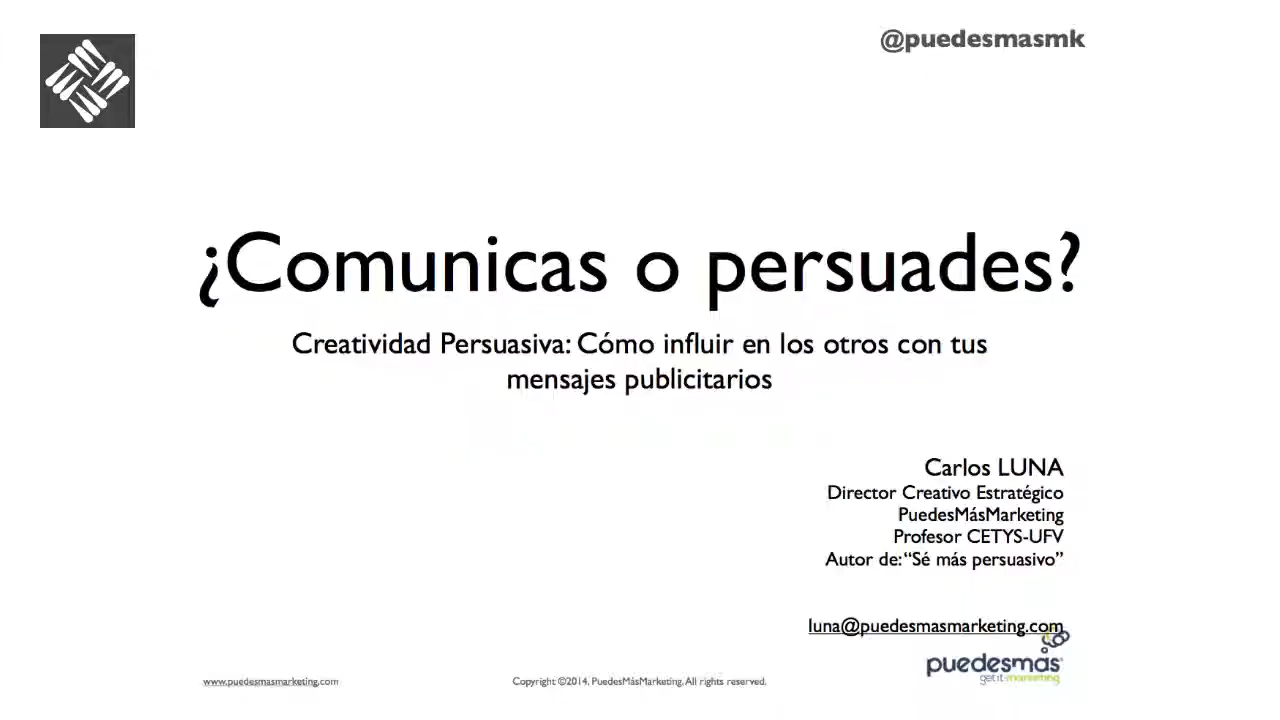 @puedesmasmk
¿Comunicas o persuades?
Creatividad Persuasiva: Cómo influir en los otros con tus
mensajes publicitarios
Carlos LUNA
Director Creativo Estratégico
PuedesMásMarketing
Profesor CETYS-UFV
Autor de: “Sé más persuasivo”
luna@puedesmasmarketing.com
puedesmas
get it-marketing
www.puedesmasmarketing.com
Copyright ©2014, PuedesMásMarketing. All rights reserved.